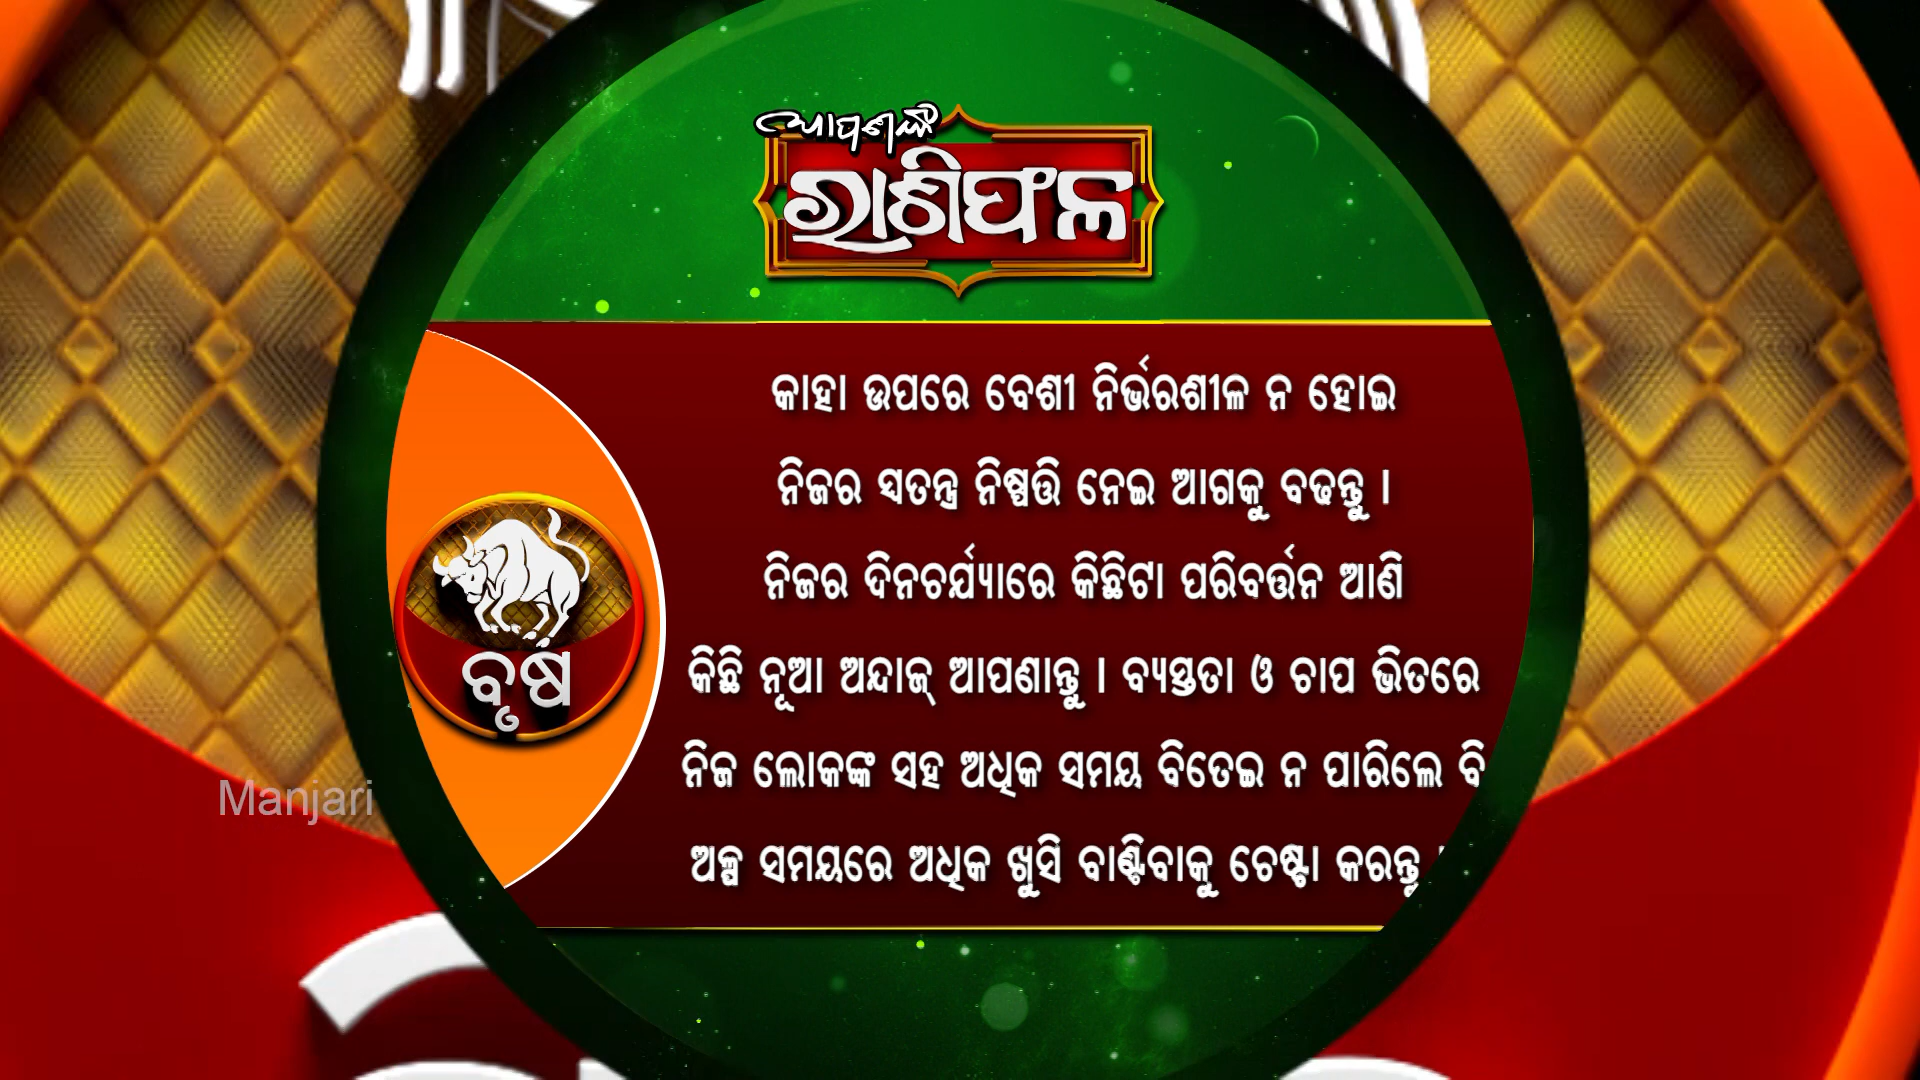 ଆପଣଙ୍କ
ରାଶିଫଳ
କାହା ଉପରେ ବେଶୀ ନିର୍ଭରଶୀଳ ନ ହୋଇ
ନିଜର ସ୍ୱତନ୍ତ୍ର ନିଷ୍ପତ୍ତି ନେଇ ଆଗକୁ ବଢନ୍ତୁ ।
ନିଜର ଦିନଚର୍ଯ୍ୟାରେ କିଛିଟା ପରିବର୍ତ୍ତନ ଆଣି
କିଛି ନୂଆ ଅନ୍ଦାଜ୍ ଆପଣାନ୍ତୁ । ବ୍ୟସ୍ତତା ଓ ଚାପ ଭିତରେ
ନିଜ ଲୋକଙ୍କ ସହ ଅଧିକ ସମୟ ବିତେଇ ନ ପାରିଲେ ବି
ଅଳ୍ପ ସମୟରେ ଅଧିକ ଖୁସି ବାଣ୍ଟିବାକୁ ଚେଷ୍ଟା କରନ୍ତୁ ।
ବୃଷ
Manjari